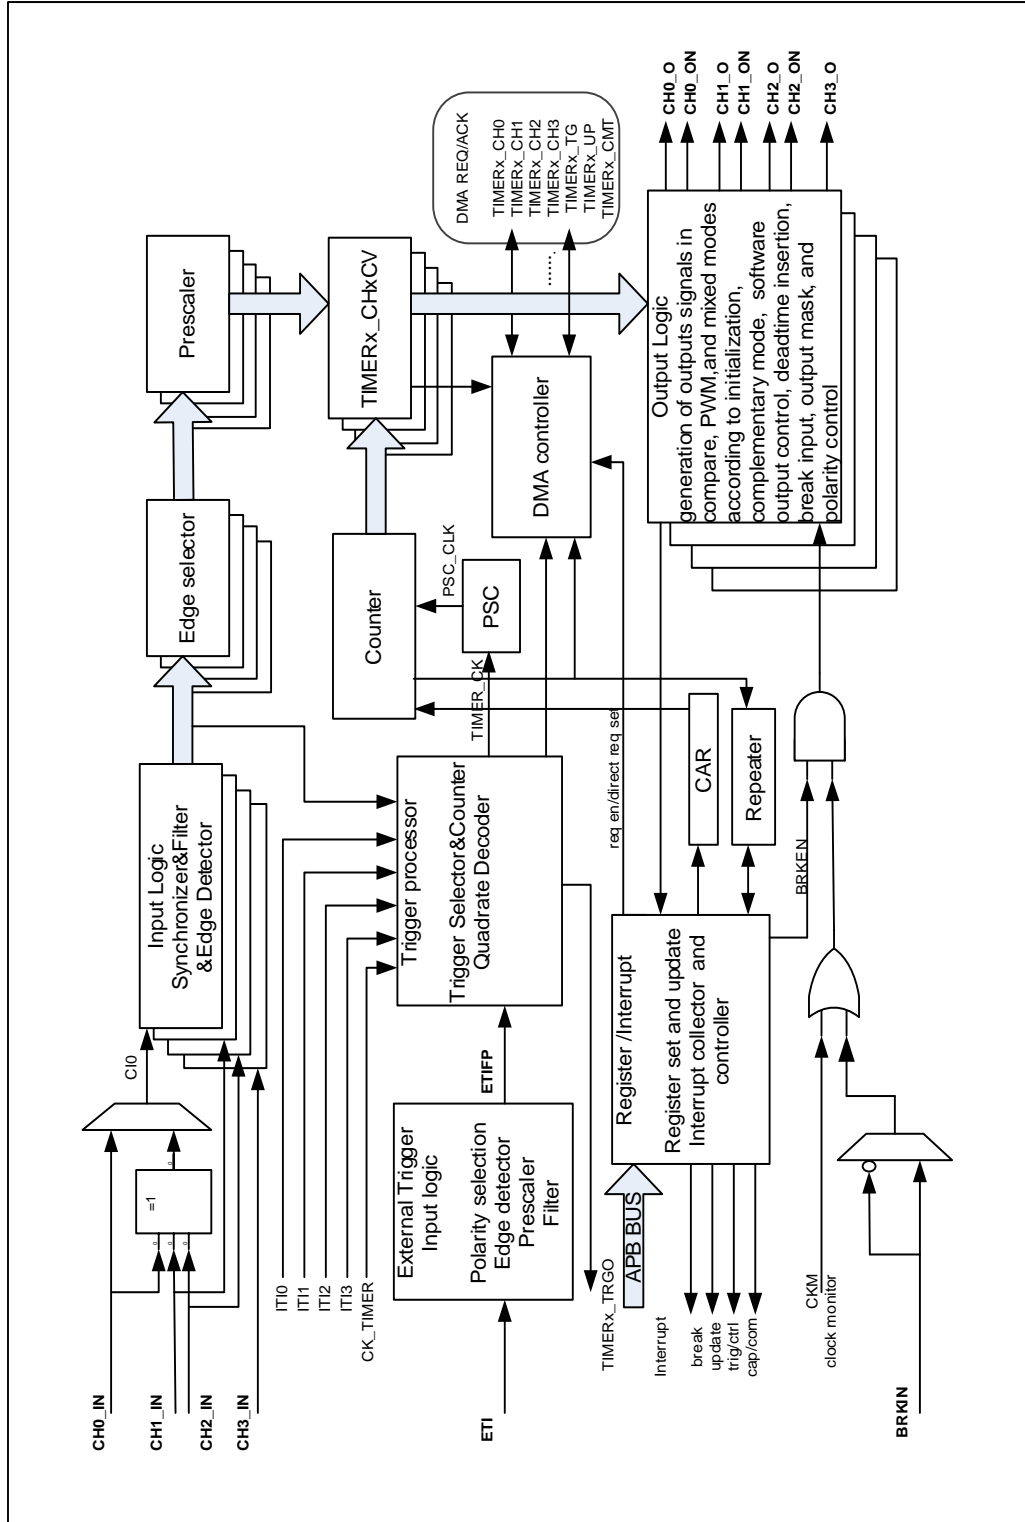 CH0_IN
CH1_IN
CH2_IN
CH3_IN
=1
0
0
0
0
CI0
Input Logic
Synchronizer&Filter
&Edge Detector
Edge selector
Prescaler
ITI0
ITI1
ITI2
ITI3
CK_TIMER
Trigger processor
Trigger Selector&Counter
Quadrate Decoder
TIMER_CK
PSC
PSC_CLK
Counter
TIMERx_CHxCV
ETI
External Trigger
Input logic
Polarity selection
Edge detector
Prescaler
Filter
ETIFP
TIMERx_TRGO
DMA controller
DMA REQ/ACK
TIMERx_CH0
TIMERx_CH1
TIMERx_CH2
TIMERx_CH3
TIMERx_TG
TIMERx_UP
TIMERx_CMT
.......
req en/direct req set
APB BUS
Register /Interrupt
Register set and update
Interrupt collector and
controller
CAR
Repeater
Interrupt
break
update
trig/ctrl
cap/com
BRKEN
CKM
clock monitor
BRKIN
Output Logic
generation of outputs signals in
compare, PWM,and mixed modes
according to initialization,
complementary mode, software
output control, deadtime insertion,
break input, output mask, and
polarity control
CH0_O
CH0_ON
CH1_O
CH1_ON
CH2_O
CH2_ON
CH3_O